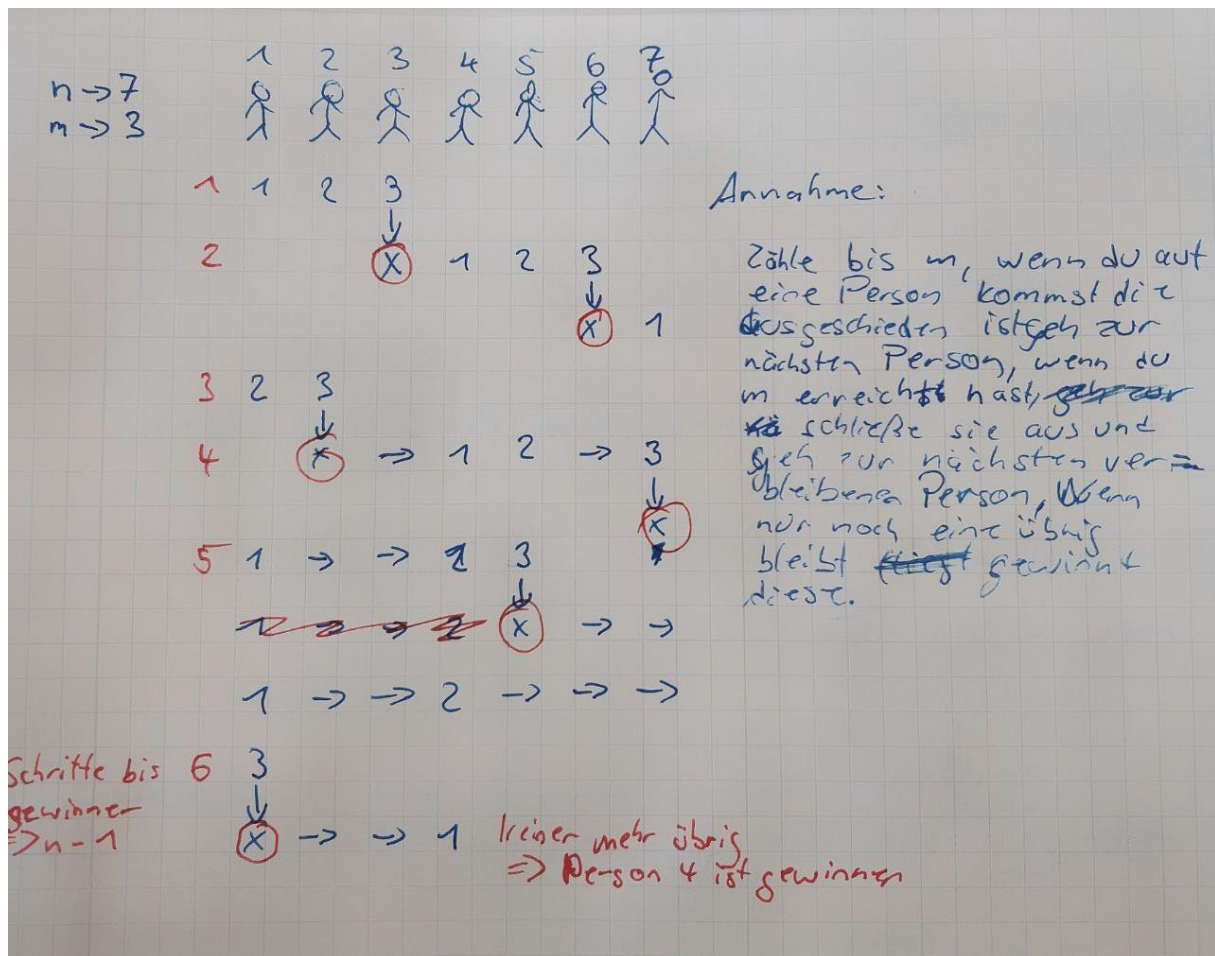 1 2 3 4 5 6 7
n → 7
m → 3
1 1 2 3
Annahme:
2 x 1 2 3
x 1
3 2 3
4 x → 1 2 → 3
x
5 1 → → 2 3
1 → → 2 x → →
1 → → 2 → → →
Zähle bis m, wenn du auf
eine Person kommst die
ausgeschieden ist geh zur
nächsten Person, wenn du
m erreicht hast,
schließe sie aus und
geh zur nächsten ver-
bleibenen Person, Wenn
nur noch eine übrig
bleibt gewinnt
diese.
Schritte bis 6 3
gewinner
=> n - 1
x → → 1 keiner mehr übrig
=> Person 4 ist gewinner